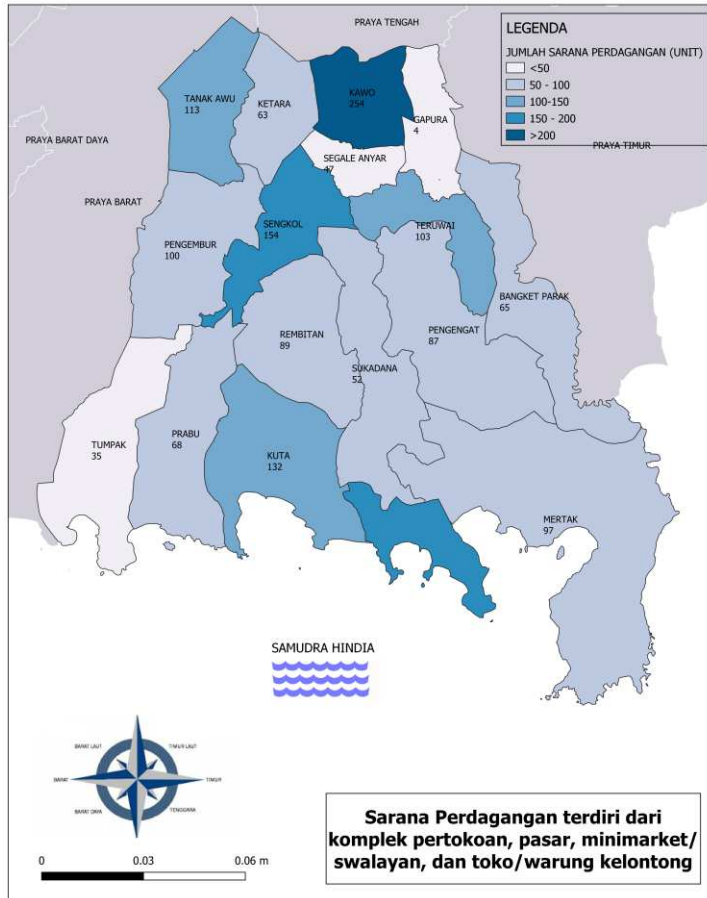 PRAYA TENGAH
LEGENDA
JUMLAH SARANA PERDAGANGAN (UNIT)
<50
50 - 100
100-150
150 - 200
>200
TANAK AWU
113
KETARA
63
KAWO
254
GAPURA
4
PRAYA BARAT DAYA
PRAYA TIMUR
SEGALE ANYAR
47
PRAYA BARAT
SENGKOL
154
TERUWAI
103
PENGEMBUR
100
BANGKET PARAK
65
REMBITAN
89
PENGENGAT
87
SUKADANA
52
TUMPAK
35
PRABU
68
KUTA
132
MERTAK
97
SAMUDRA HINDIA
BARAT LAUT
TIMUR LAUT
BARAT
TIMUR
BARAT DAYA
TENGGARA
0
0.03
0.06 m
Sarana Perdagangan terdiri dari
komplek pertokoan, pasar, minimarket/
swalayan, dan toko/warung kelontong